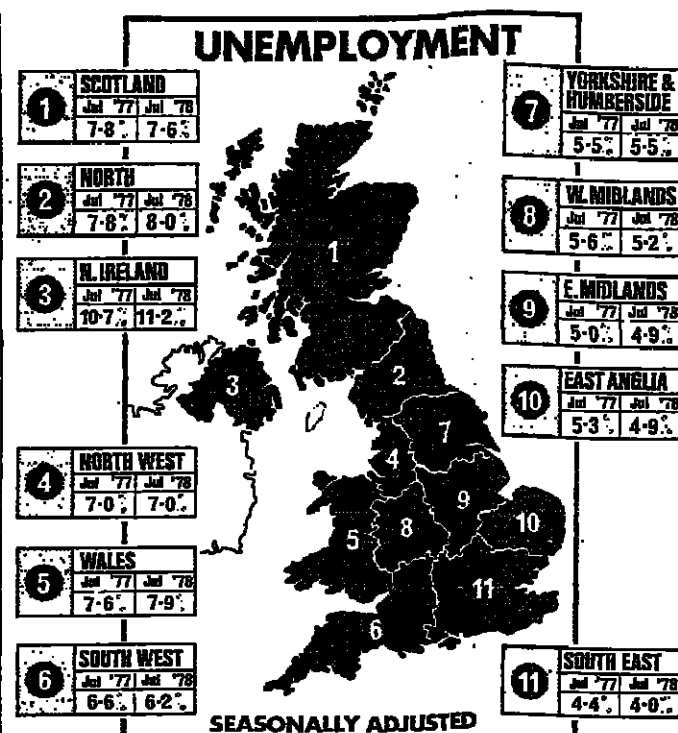 UNEMPLOYMENT
1
SCOTLAND
Jul '77 Jul '78
7·8% 7·6%
2
NORTH
Jul '77 Jul '78
7·8% 8·0%
3
N. IRELAND
Jul '77 Jul '78
10·7% 11·2%
4
NORTH WEST
Jul '77 Jul '78
7·0% 7·0%
5
WALES
Jul '77 Jul '78
7·6% 7·9%
6
SOUTH WEST
Jul '77 Jul '78
6·6% 6·2%
7
YORKSHIRE &
HUMBERSIDE
Jul '77 Jul '78
5·5% 5·5%
8
W. MIDLANDS
Jul '77 Jul '78
5·6% 5·2%
9
E. MIDLANDS
Jul '77 Jul '78
5·0% 4·9%
10
EAST ANGLIA
Jul '77 Jul '78
5·3% 4·9%
11
SOUTH EAST
Jul '77 Jul '78
4·4% 4·0%
1
2
3
7
4
9
8
10
5
11
6
SEASONALLY ADJUSTED